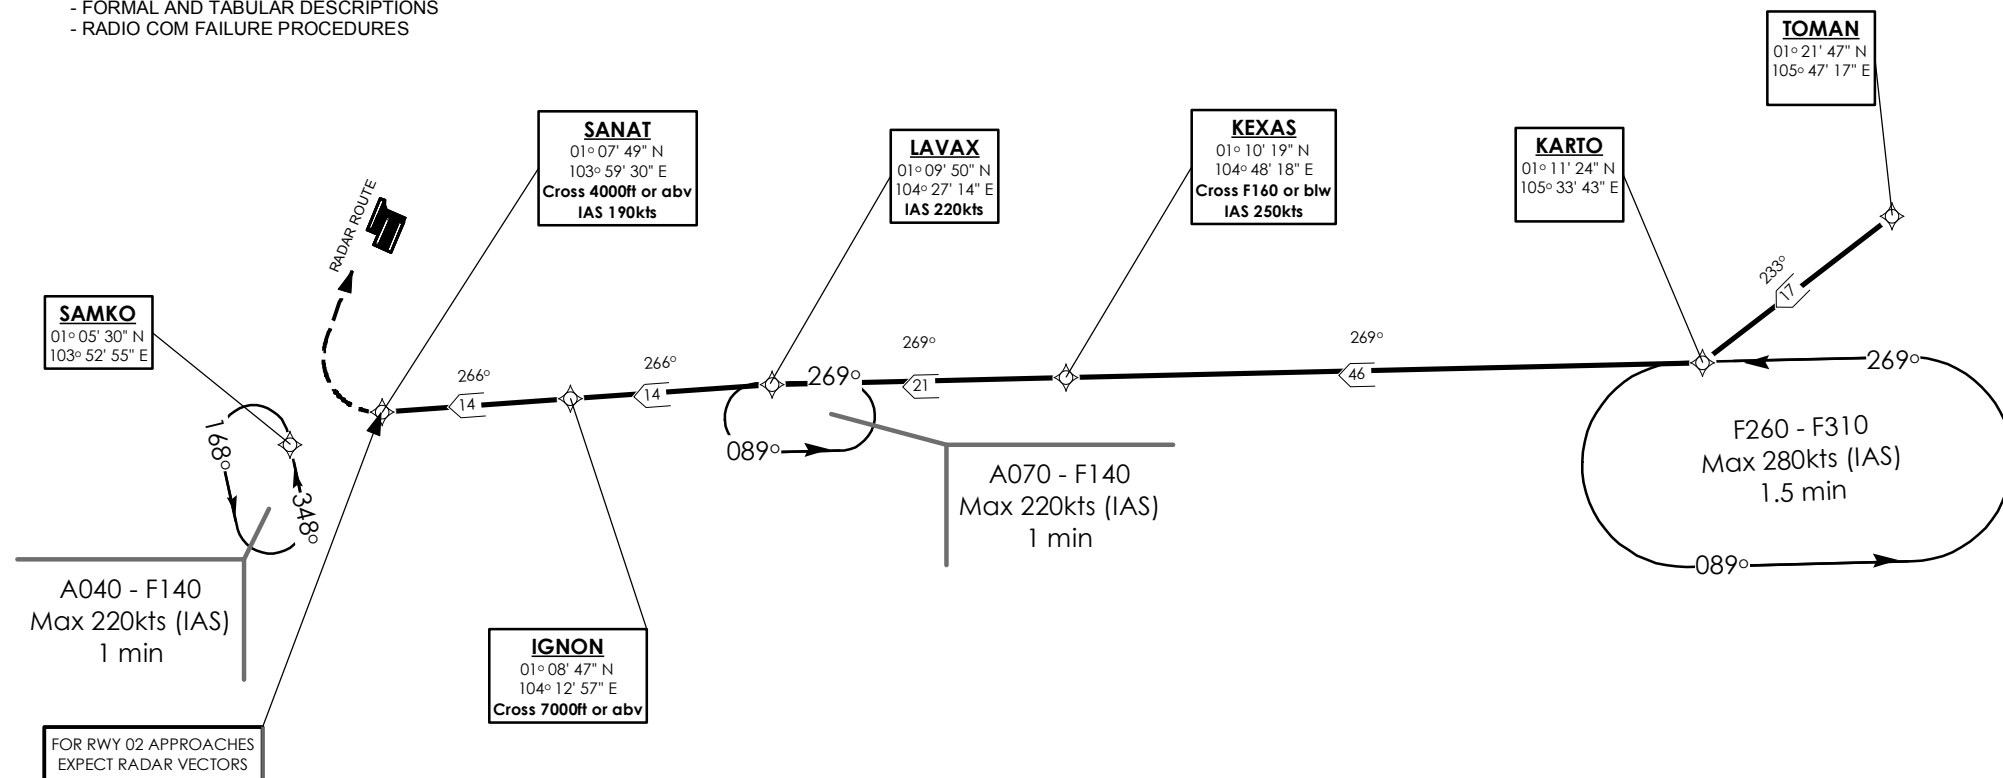 - FORMAL AND TABULAR DESCRIPTIONS
- RADIO COM FAILURE PROCEDURES
TOMAN
01° 21' 47" N
105° 47' 17" E
SANAT
01° 07' 49" N
103° 59' 30" E
Cross 4000ft or abv
IAS 190kts
LAVAX
01° 09' 50" N
104° 27' 14" E
IAS 220kts
KEXAS
01° 10' 19" N
104° 48' 18" E
Cross F160 or blw
IAS 250kts
KARTO
01° 11' 24" N
105° 33' 43" E
RADAR ROUTE
SAMKO
01° 05' 30" N
103° 52' 55" E
233°
17
266°
14
266°
14
269°
21
269°
46
269°
269°
168°
348°
089°
089°
F260 - F310
Max 280kts (IAS)
1.5 min
A070 - F140
Max 220kts (IAS)
1 min
A040 - F140
Max 220kts (IAS)
1 min
IGNON
01° 08' 47" N
104° 12' 57" E
Cross 7000ft or abv
FOR RWY 02 APPROACHES
EXPECT RADAR VECTORS